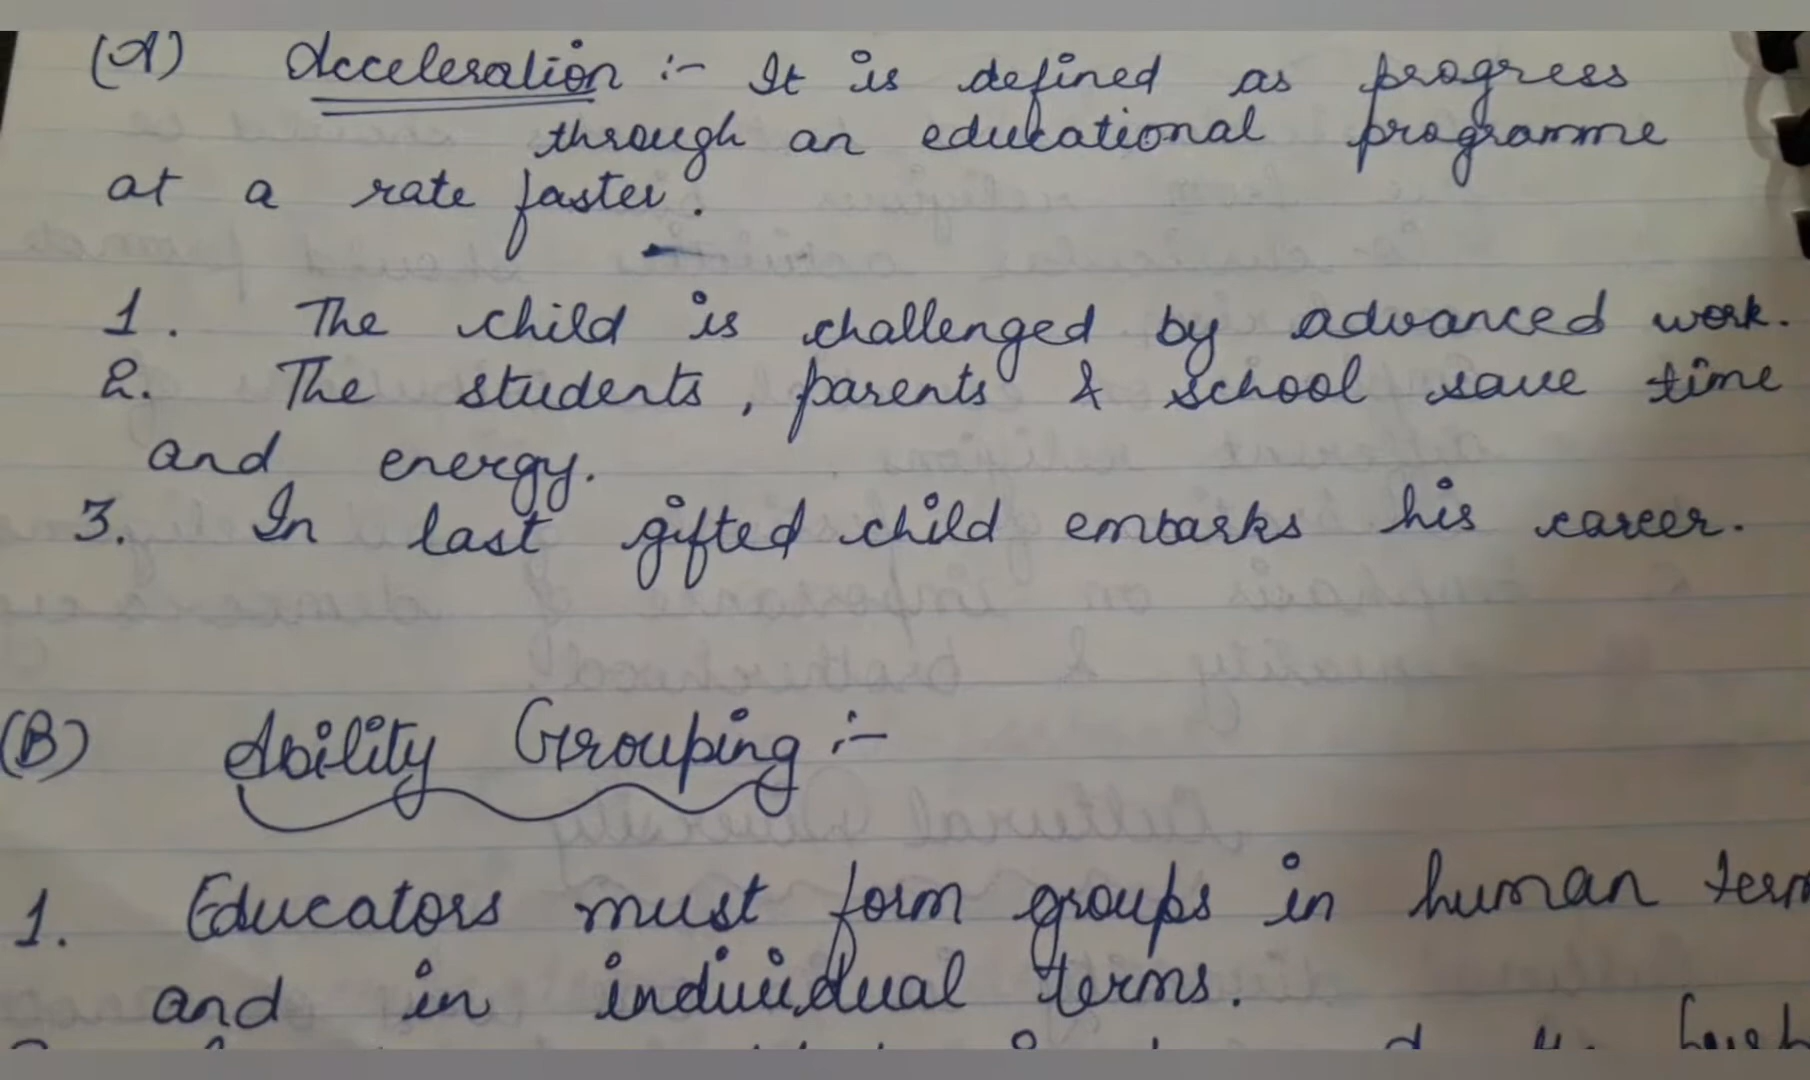 (A) Acceleration :- It is defined as progress
through an educational programme
at a rate faster.
1. The child is challenged by advanced work.
2. The students, parents & school save time
and energy.
3. In last gifted child embarks his career.
(B) Ability Grouping :-
1. Educators must form groups in human
and in individual terms.